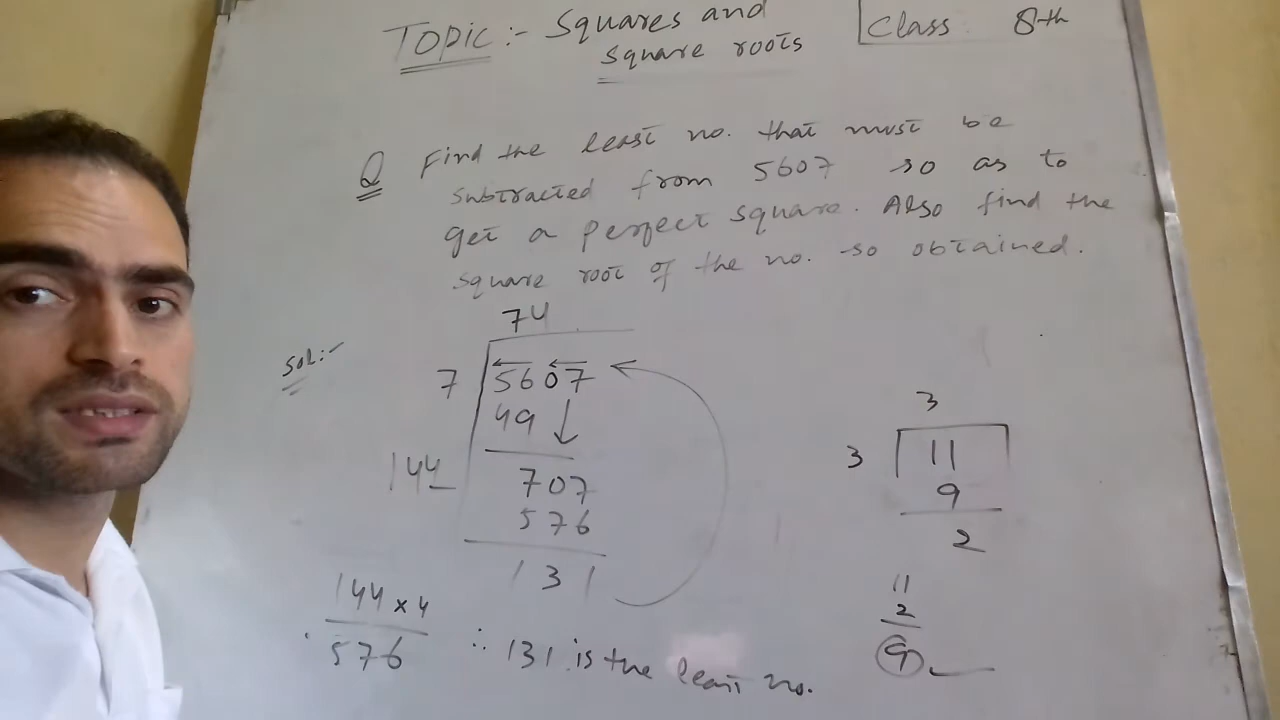 TOPIC:- Squares and
square roots
Class 8th
Q Find the least no. that must be
subtracted from 5607 so as to
get a perfect square. Also find the
square root of the no. so obtained.
Sol:-
74
7 5607
49
144 707
576
131
144 x 4
576
∴ 131 is the least no.
3
3 11
9
2
11
2
9